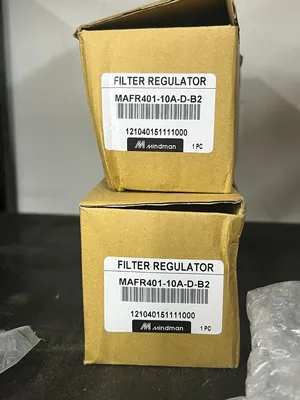 FILTER REGULATOR
MAFR401-10A-D-B2
121040151111000
Mindman
1 PC
FILTER REGULATOR
MAFR401-10A-D-B2
121040151111000
Mindman
1 PC